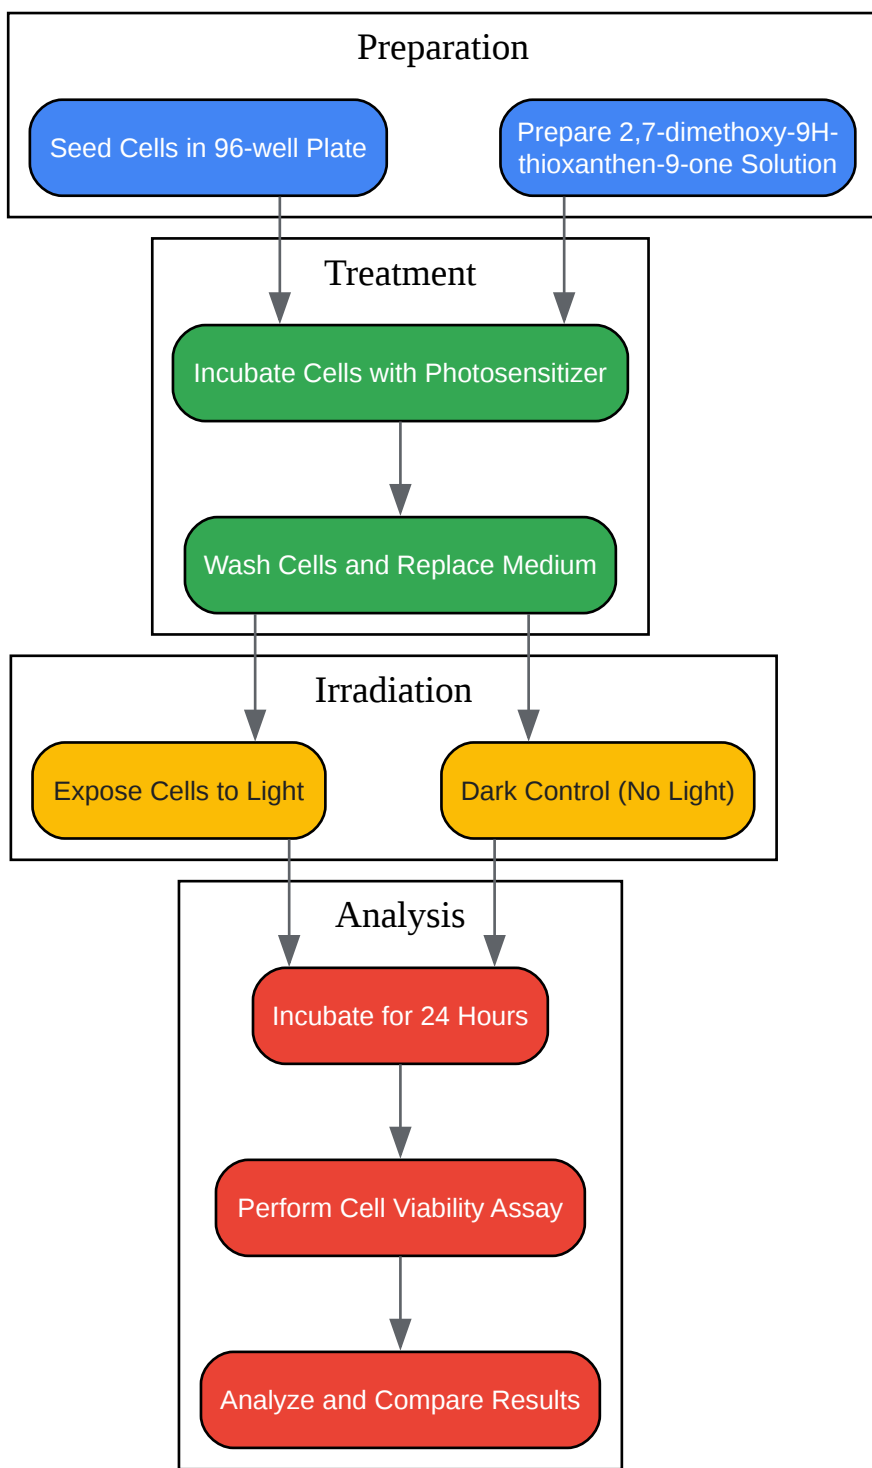 Preparation
Seed Cells in 96-well Plate
Prepare 2,7-dimethoxy-9H-
thioxanthen-9-one Solution
Treatment
Incubate Cells with Photosensitizer
Wash Cells and Replace Medium
Irradiation
Expose Cells to Light
Dark Control (No Light)
Analysis
Incubate for 24 Hours
Perform Cell Viability Assay
Analyze and Compare Results